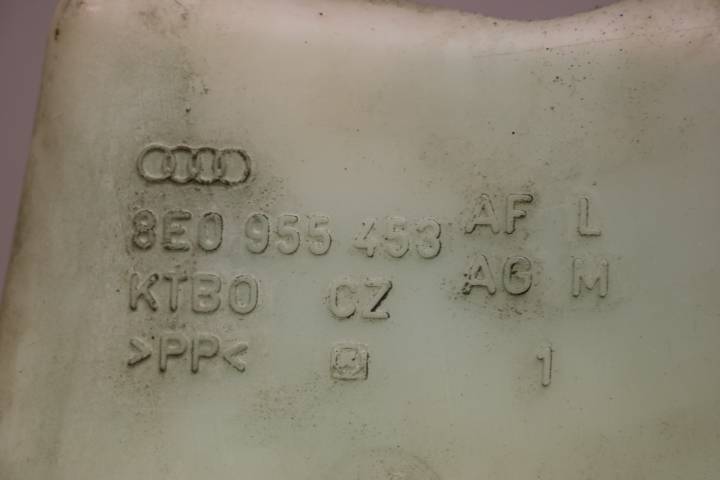 8E0 955 453 AF L
AG M
KTBO CZ
>PP< 1